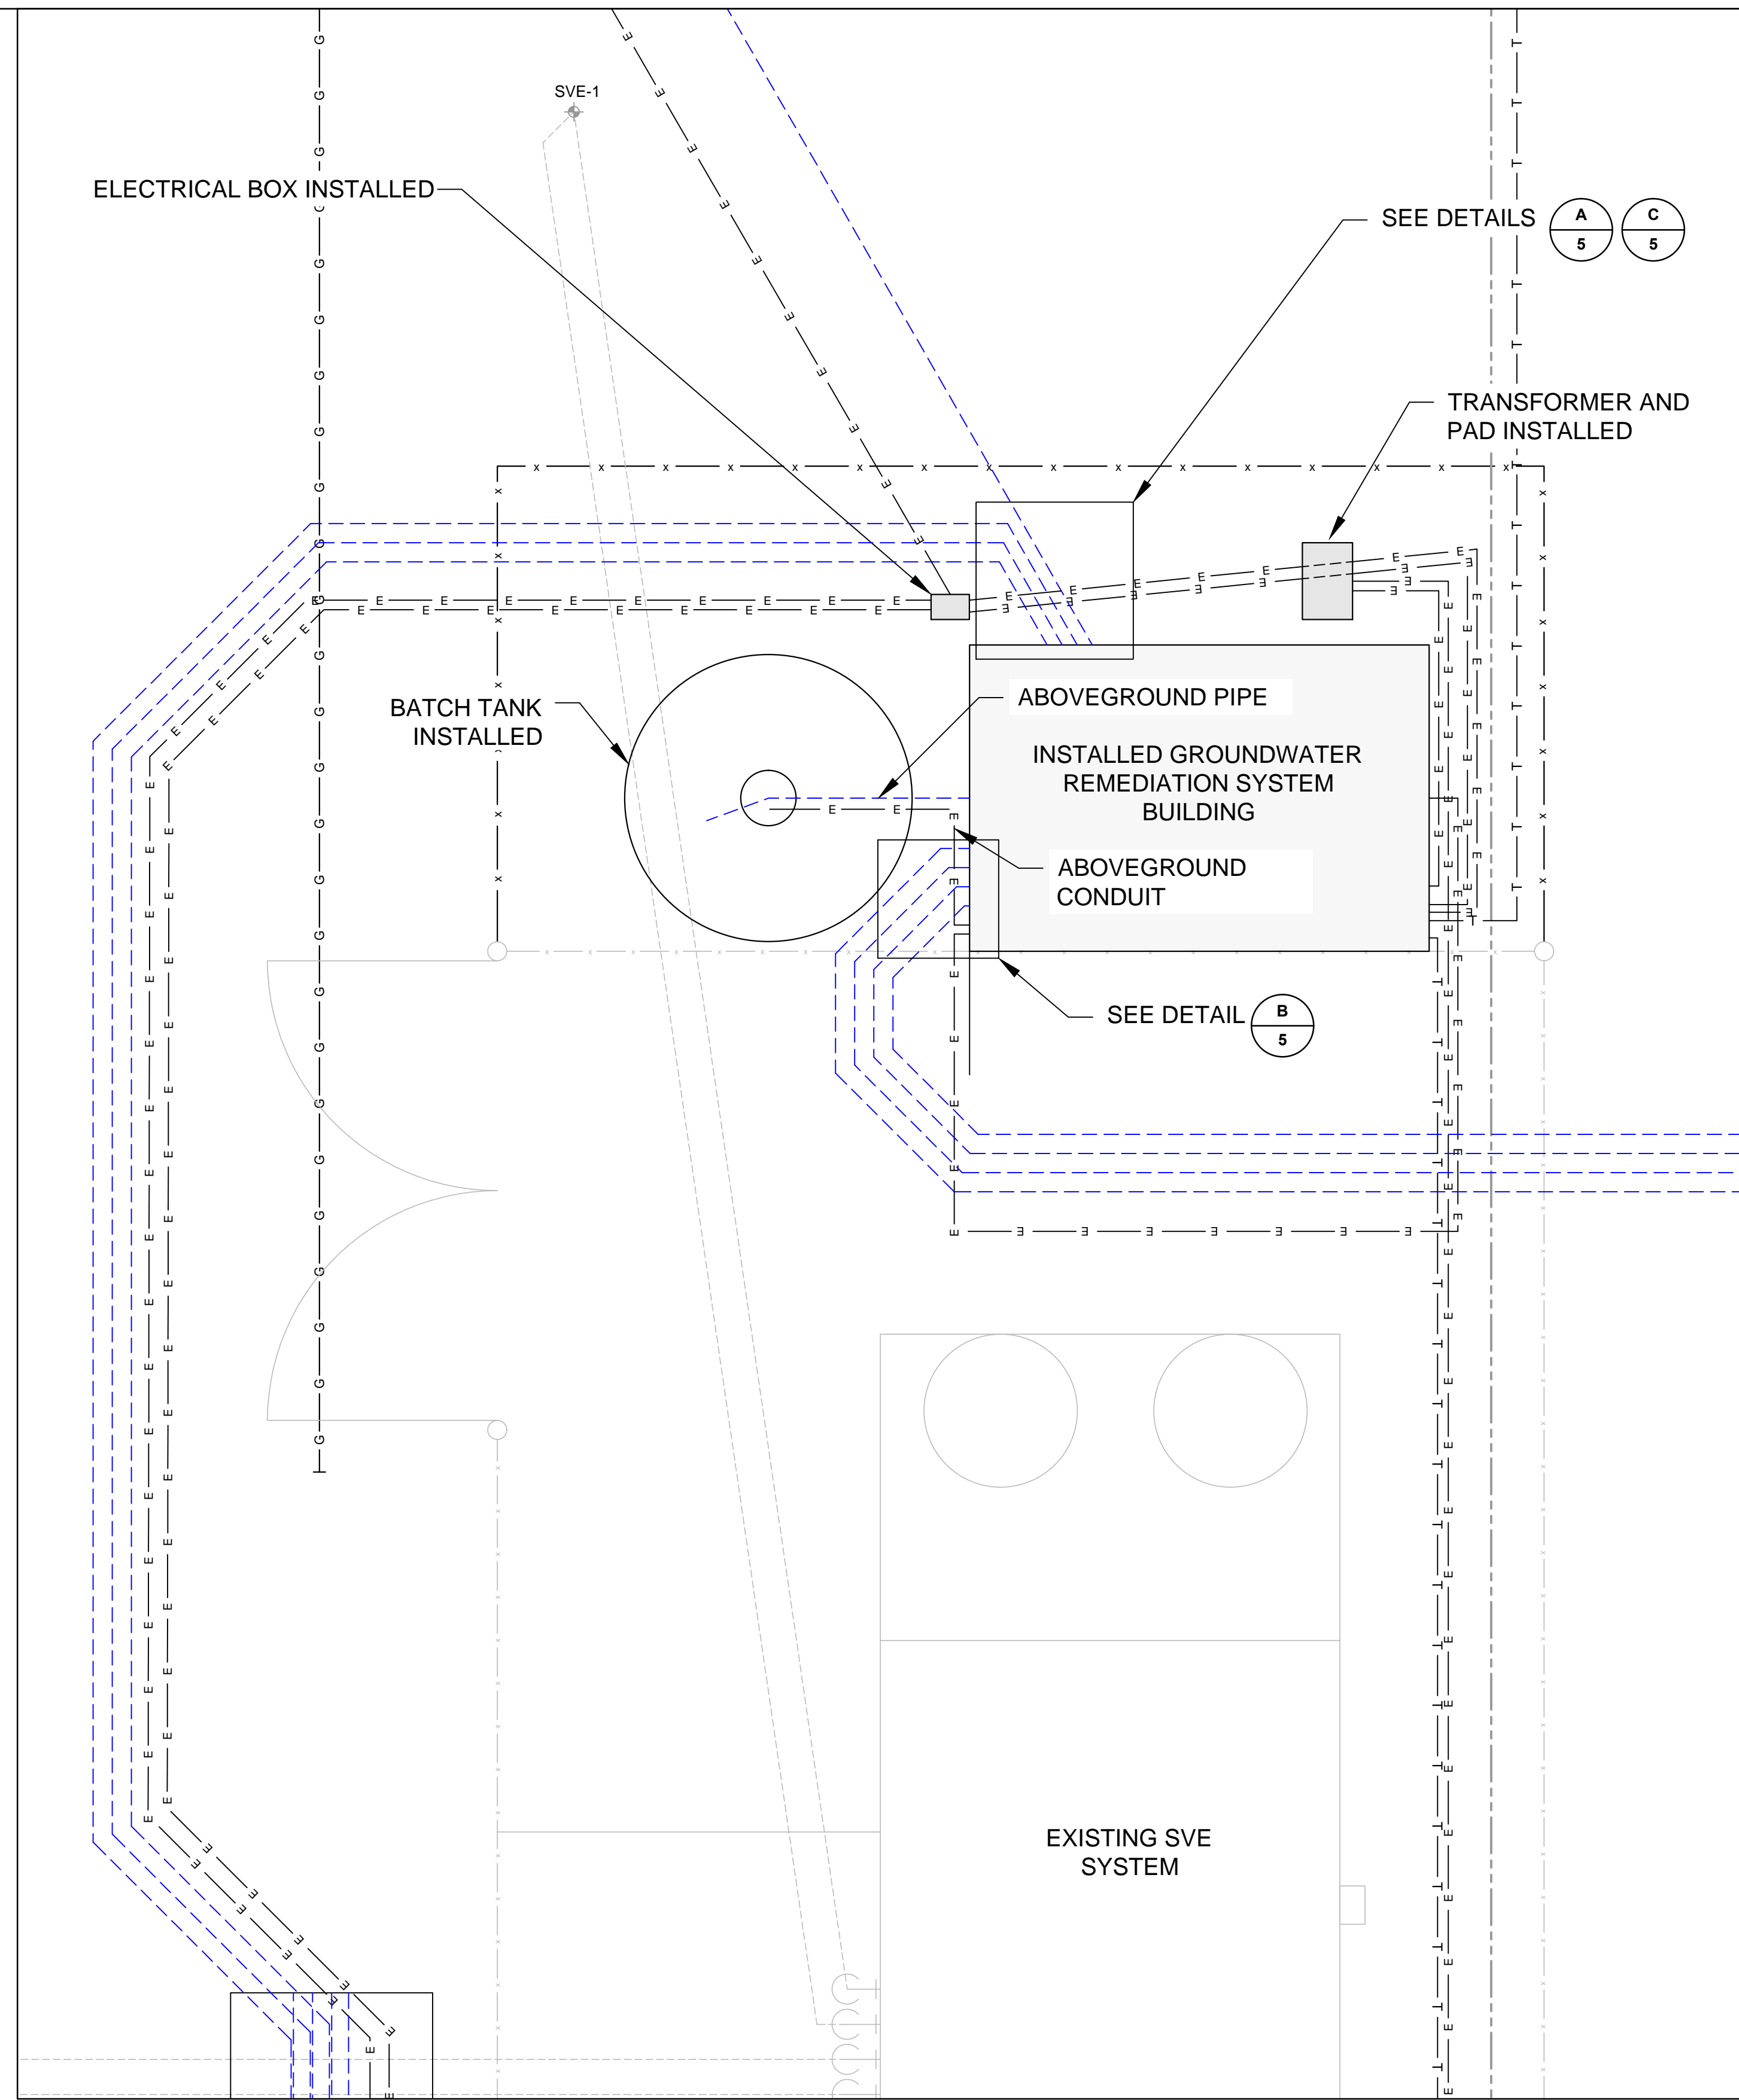 SVE-1
ELECTRICAL BOX INSTALLED
SEE DETAILS
A
5
C
5
TRANSFORMER AND
PAD INSTALLED
BATCH TANK
INSTALLED
ABOVEGROUND PIPE
INSTALLED GROUNDWATER
REMEDIATION SYSTEM
BUILDING
ABOVEGROUND
CONDUIT
SEE DETAIL
B
5
EXISTING SVE
SYSTEM